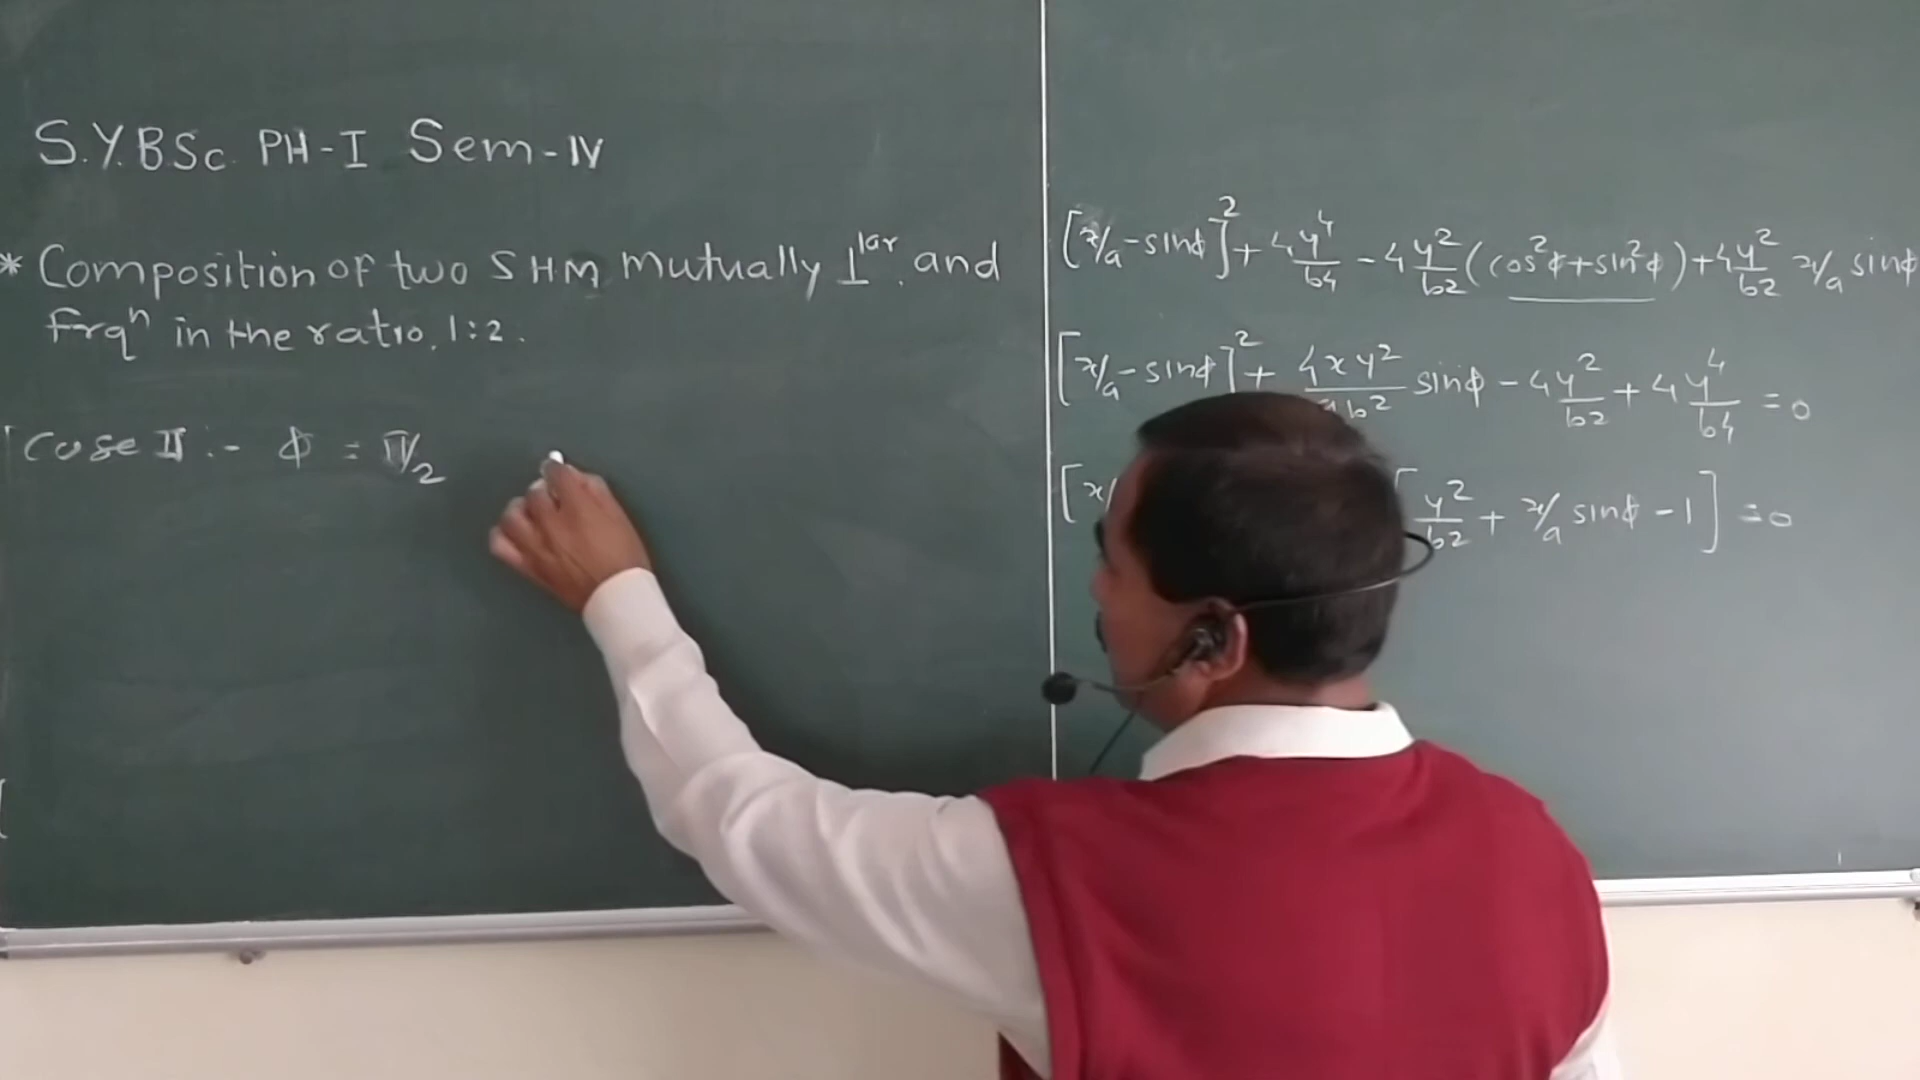 S.Y.B.Sc. PH-I Sem-IV
* Composition of two SHM mutually ⊥lar, and
Frqn in the ratio, 1:2.
Case II :- φ = π/2
[x/a - sinφ]² + 4y⁴/b4 - 4y²/b2 (cos²φ + sin²φ) + 4y²/b2 x/a sinφ
[x/a - sinφ]² + 4xy²/ab² sinφ - 4y²/b2 + 4y⁴/b4 = 0
[x/ [y²/b2 + x/a sinφ - 1] = 0